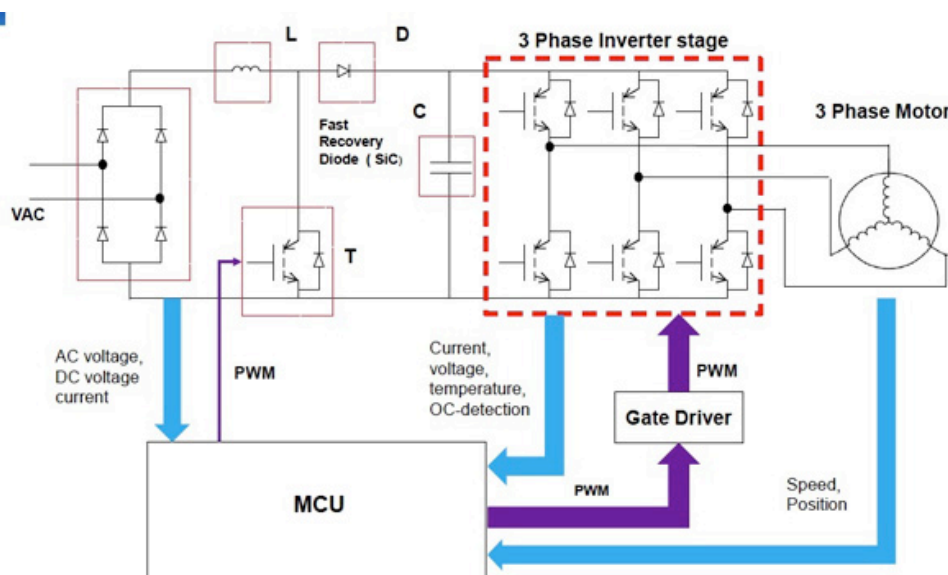 L
D
3 Phase Inverter stage
C
3 Phase Motor
Fast
Recovery
Diode ( SiC)
VAC
T
AC voltage,
DC voltage
current
PWM
Current,
voltage,
temperature,
OC-detection
PWM
Gate Driver
MCU
PWM
Speed,
Position